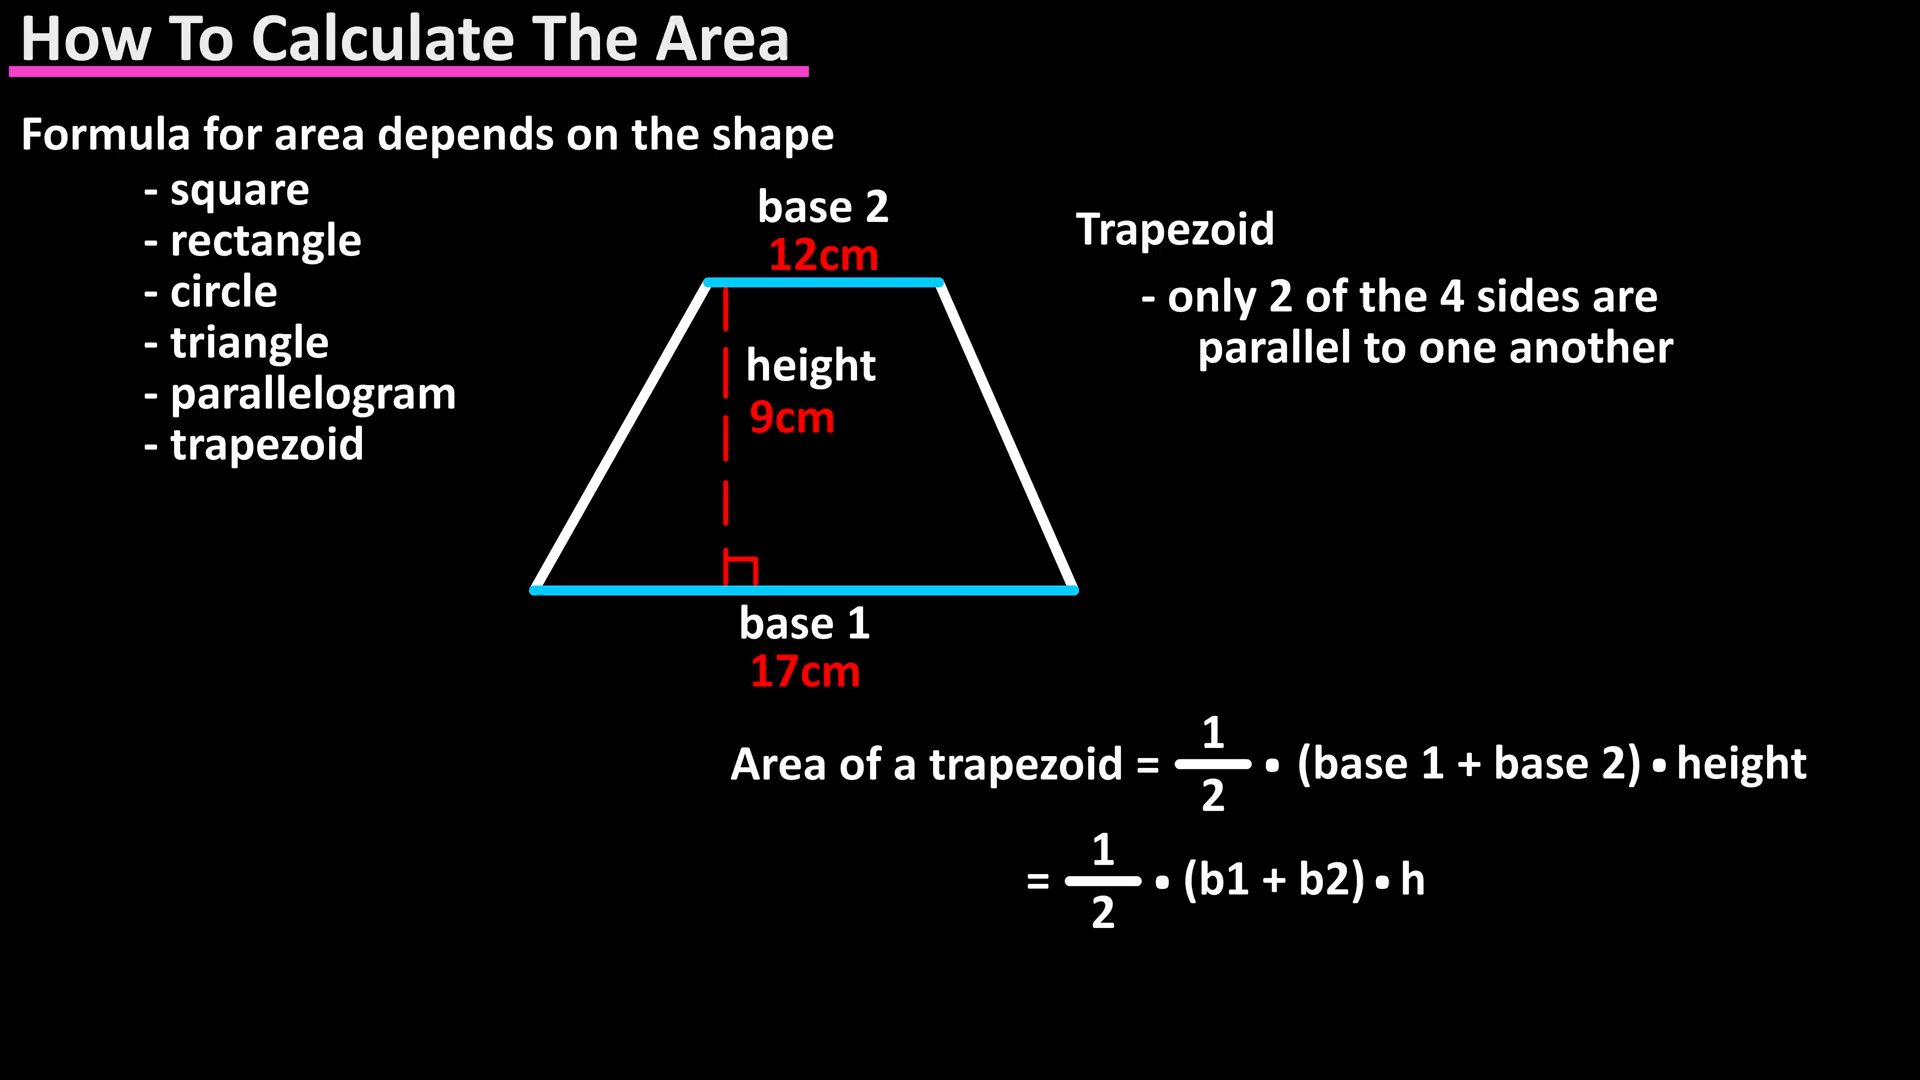 How To Calculate The Area
Formula for area depends on the shape
- square
- rectangle
- circle
- triangle
- parallelogram
- trapezoid
base 2
12cm
height
9cm
base 1
17cm
Trapezoid
- only 2 of the 4 sides are
parallel to one another
Area of a trapezoid = 1/2 • (base 1 + base 2) • height
= 1/2 • (b1 + b2) • h